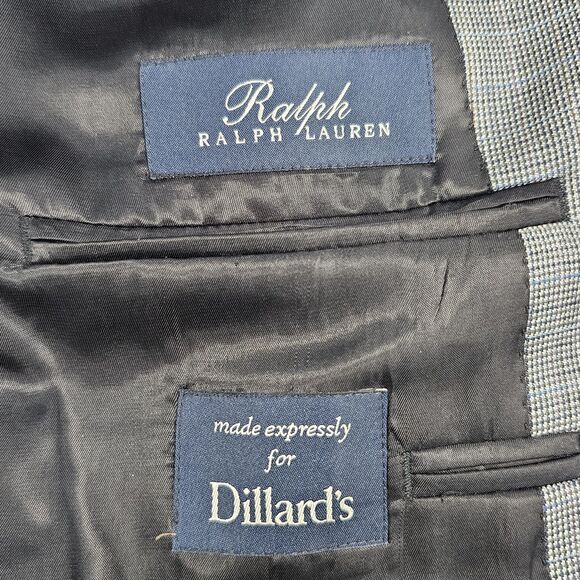 Ralph
RALPH LAUREN
made expressly
for
Dillard's